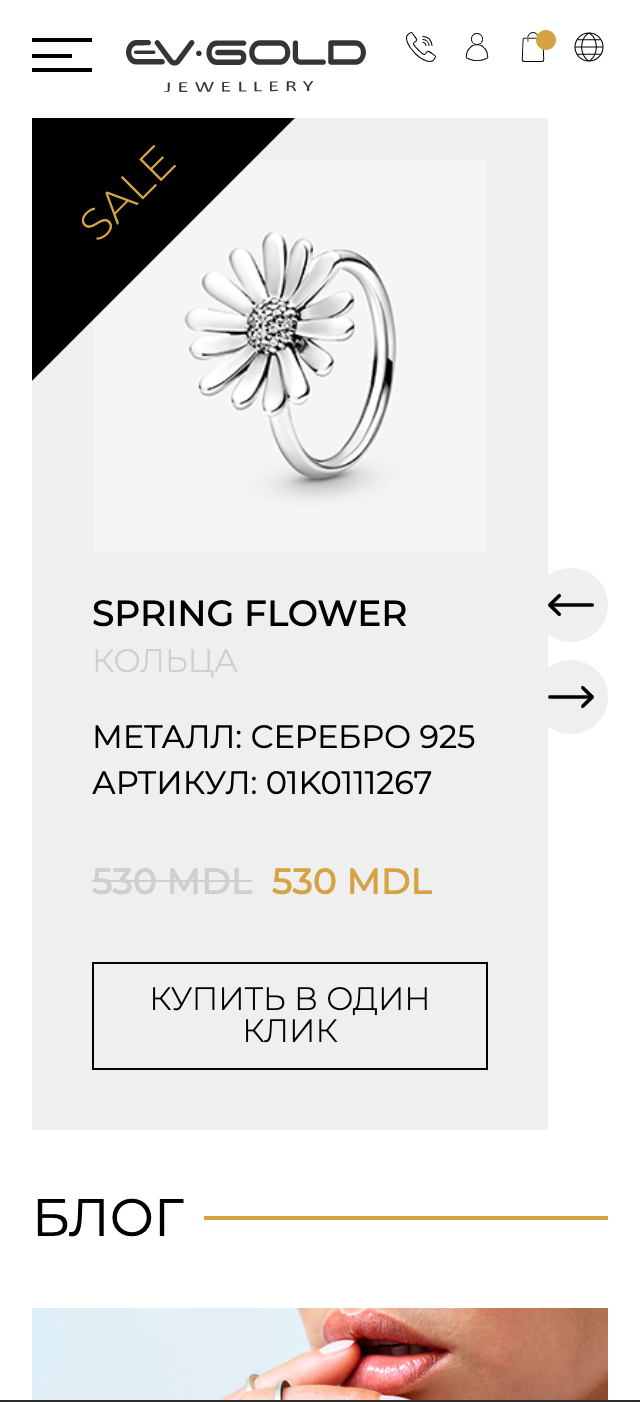 EV·GOLD
JEWELLERY
SALE
SPRING FLOWER
КОЛЬЦА
МЕТАЛЛ: СЕРЕБРО 925
АРТИКУЛ: 01K0111267
530 MDL 530 MDL
КУПИТЬ В ОДИН
КЛИК
БЛОГ